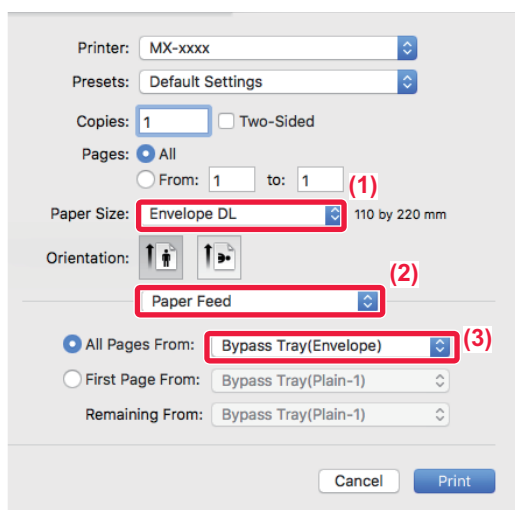 Printer: MX-xxxx
Presets: Default Settings
Copies: 1 Two-Sided
Pages: All
From: 1 to: 1
(1)
Paper Size: Envelope DL 110 by 220 mm
Orientation:
(2)
Paper Feed
All Pages From: Bypass Tray(Envelope) (3)
First Page From: Bypass Tray(Plain-1)
Remaining From: Bypass Tray(Plain-1)
Cancel Print